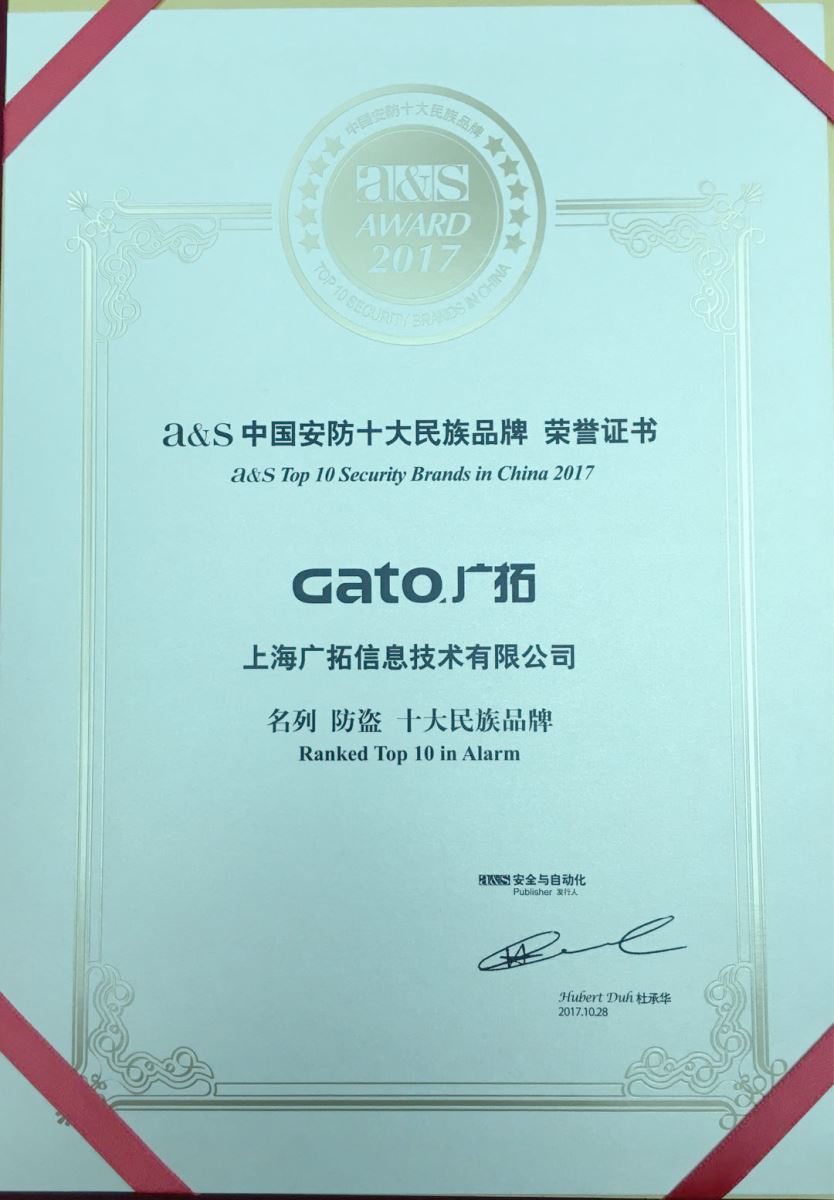 中国安防十大民族品牌
a&s
AWARD
2017
TOP 10 SECURITY BRANDS IN CHINA
a&s 中国安防十大民族品牌 荣誉证书
a&s Top 10 Security Brands in China 2017
Gato 广拓
上海广拓信息技术有限公司
名列 防盗 十大民族品牌
Ranked Top 10 in Alarm
a&s 安全与自动化
Publisher 发行人
Hubert Duh 杜承华
2017.10.28